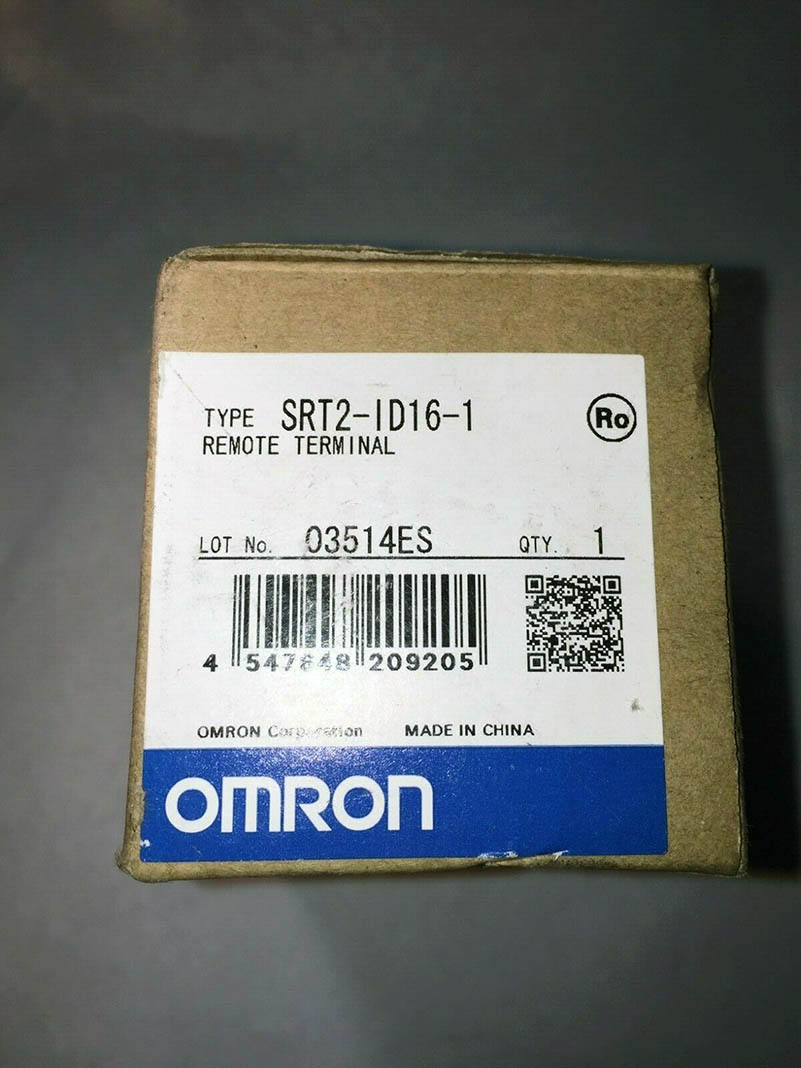 TYPE SRT2-ID16-1
Ro
REMOTE TERMINAL
LOT No. 03514ES QTY. 1
4 547848 209205
OMRON Corporation MADE IN CHINA
OMRON